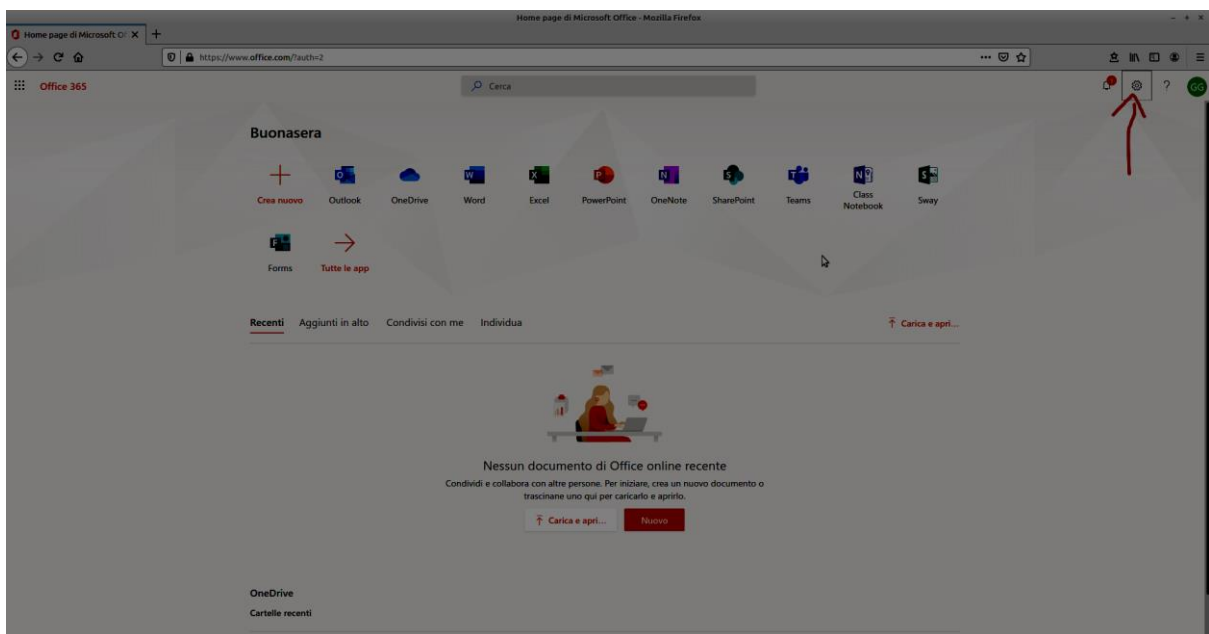 Home page di Microsoft Office - Mozilla Firefox
Home page di Microsoft Of
https://www.office.com/?auth=2
Office 365
Cerca
GG
Buonasera
Crea nuovo
Outlook
OneDrive
Word
Excel
PowerPoint
OneNote
SharePoint
Teams
Class
Notebook
Sway
Forms
Tutte le app
Recenti
Aggiunti in alto
Condivisi con me
Individua
Carica e apri...
Nessun documento di Office online recente
Condividi e collabora con altre persone. Per iniziare, crea un nuovo documento o
trascinane uno qui per caricarlo e aprirlo.
Carica e apri...
Nuovo
OneDrive
Cartelle recenti